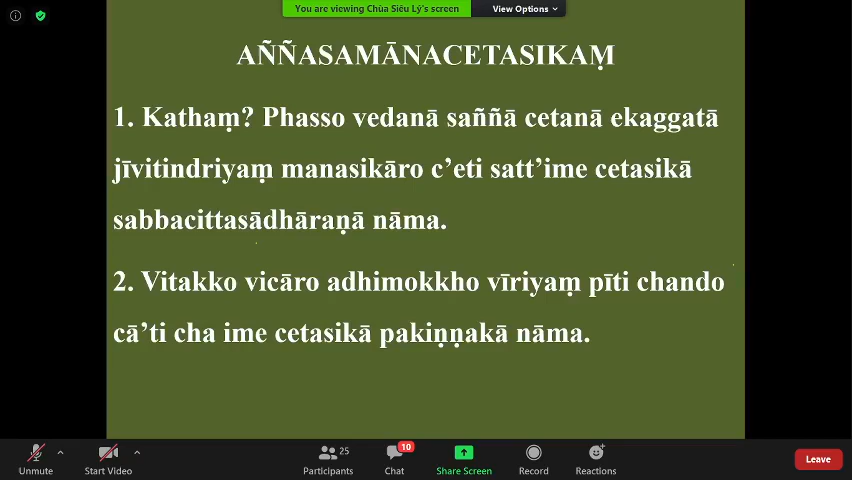 You are viewing Chùa Siêu Lý's screen
View Options
AÑÑASAMĀNACETASIKAṂ
1. Kathaṃ? Phasso vedanā saññā cetanā ekaggatā
jīvitindriyaṃ manasikāro c’eti satt’ime cetasikā
sabbacittasādhāraṇā nāma.
2. Vitakko vicāro adhimokkho vīriyaṃ pīti chando
cā’ti cha ime cetasikā pakiṇṇakā nāma.
25
10
Unmute
Start Video
Participants
Chat
Share Screen
Record
Reactions
Leave